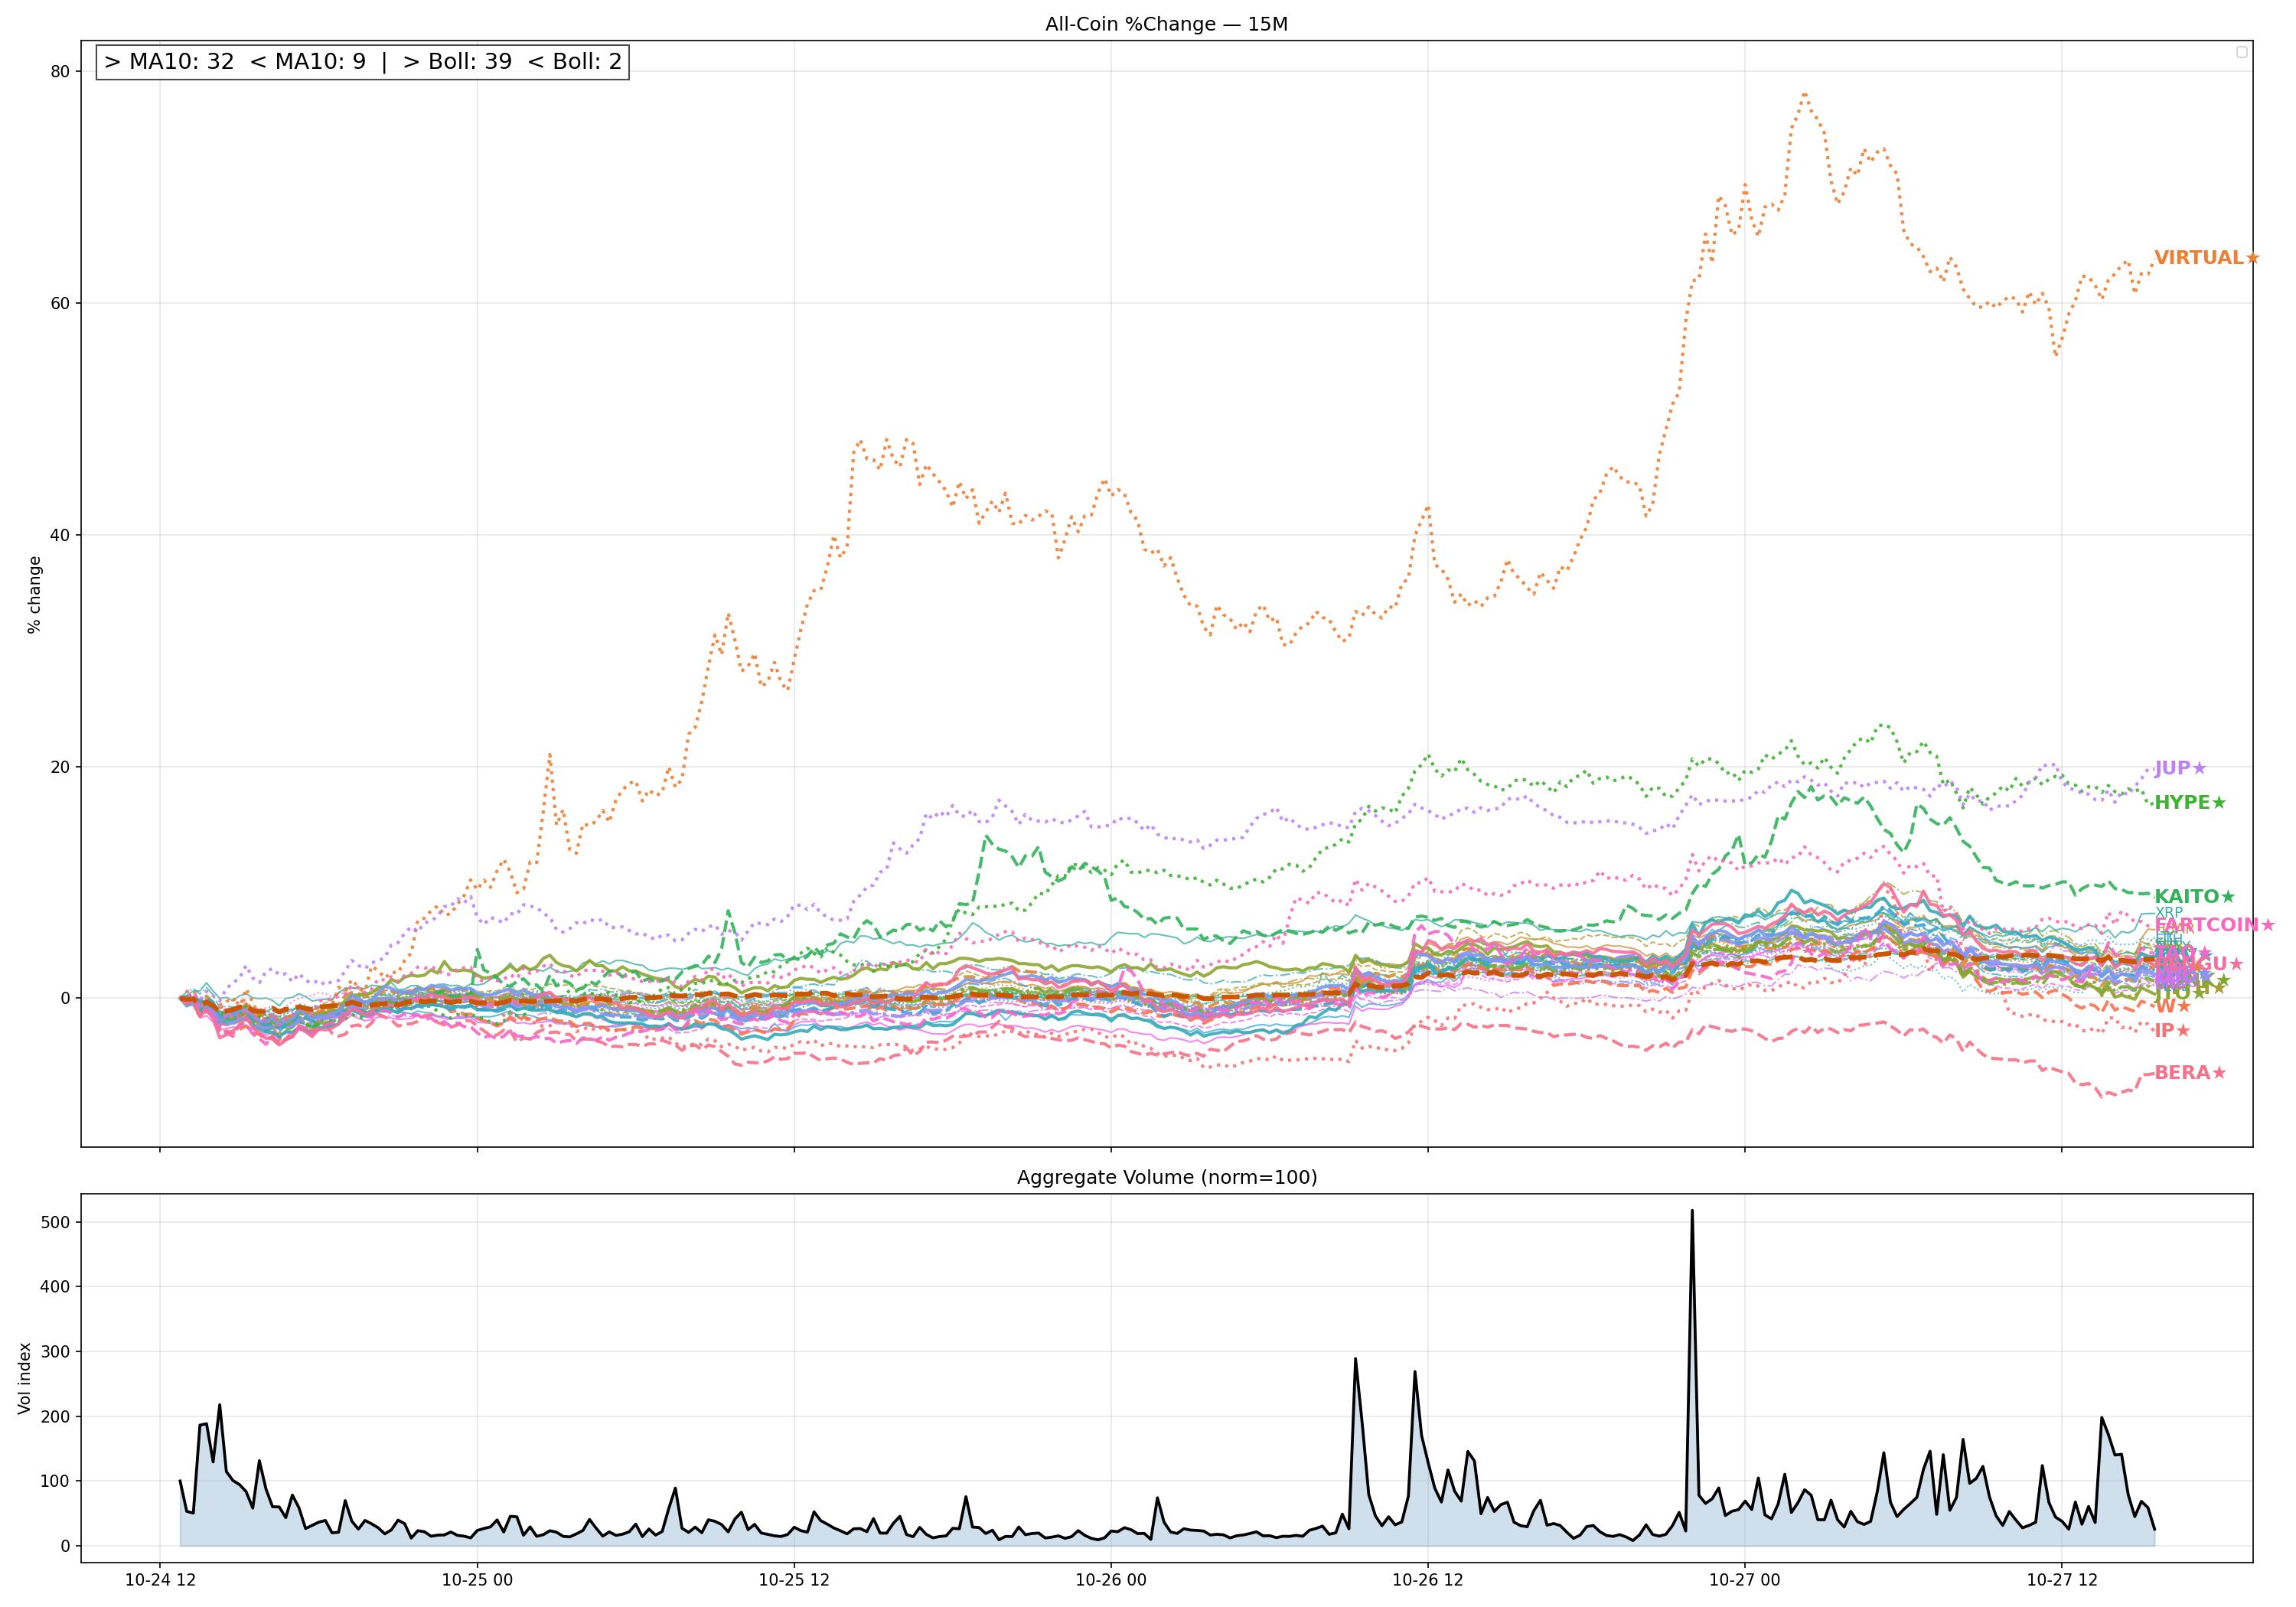 All-Coin %Change — 15M
> MA10: 32  < MA10: 9  |  > Boll: 39  < Boll: 2
80
60
40
20
0
% change
VIRTUAL★
JUP★
HYPE★
KAITO★
XRP
FARTCOIN★
W★
IP★
BERA★
Aggregate Volume (norm=100)
500
400
300
200
100
0
Vol index
10-24 12
10-25 00
10-25 12
10-26 00
10-26 12
10-27 00
10-27 12